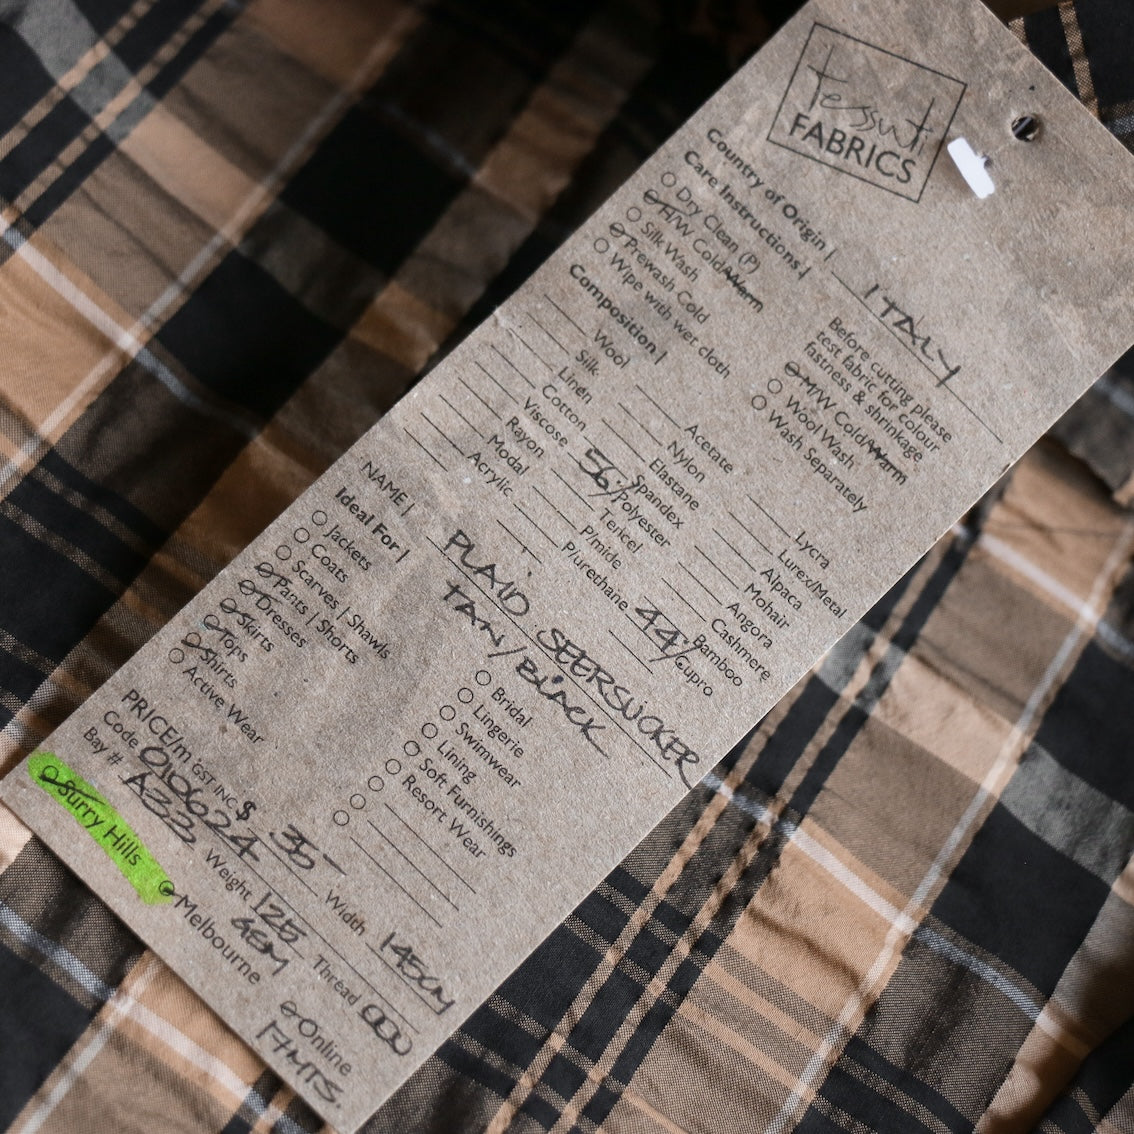 tessuti
FABRICS
Country of Origin | ITALY
Care Instructions |
Dry Clean (P)
H/W Cold/Warm
Silk Wash
Prewash Cold
Wipe with wet cloth
Before cutting please
test fabric for colour
fastness & shrinkage
M/W Cold/Warm
Wool Wash
Wash Separately
Composition |
Wool
Silk
Linen
Cotton 56%
Viscose
Rayon
Modal
Acrylic
Acetate
Nylon
Elastane
Spandex
Polyester
Tencel
P/mide
P/urethane 44%
Lycra
Lurex/Metal
Alpaca
Mohair
Angora
Cashmere
Bamboo
Cupro
NAME | PLAID SEERSUCKER
TAN/BLACK
Ideal For |
Jackets
Coats
Scarves | Shawls
Pants | Shorts
Dresses
Skirts
Tops
Shirts
Active Wear
Bridal
Lingerie
Swimwear
Lining
Soft Furnishings
Resort Wear
PRICE/m GST INC. $ 35-
Code 010624 Width 145CM
Bay # A33 Weight 125 GSM Thread
Surry Hills Melbourne Online
17MTS.